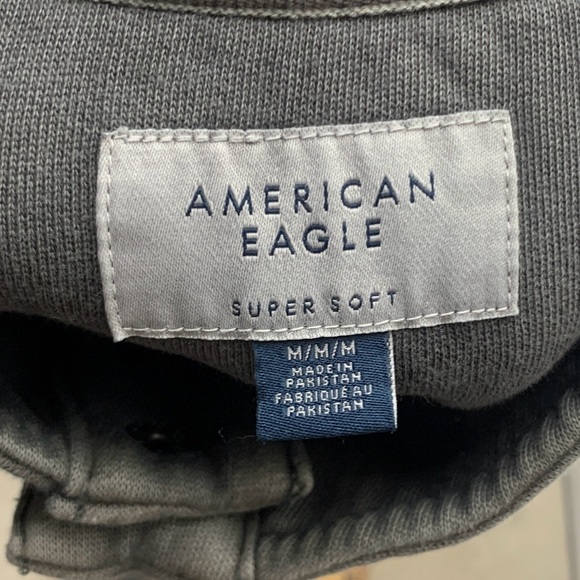 AMERICAN
EAGLE
SUPER SOFT
M/M/M
MADE IN
PAKISTAN
FABRIQUÉ AU
PAKISTAN